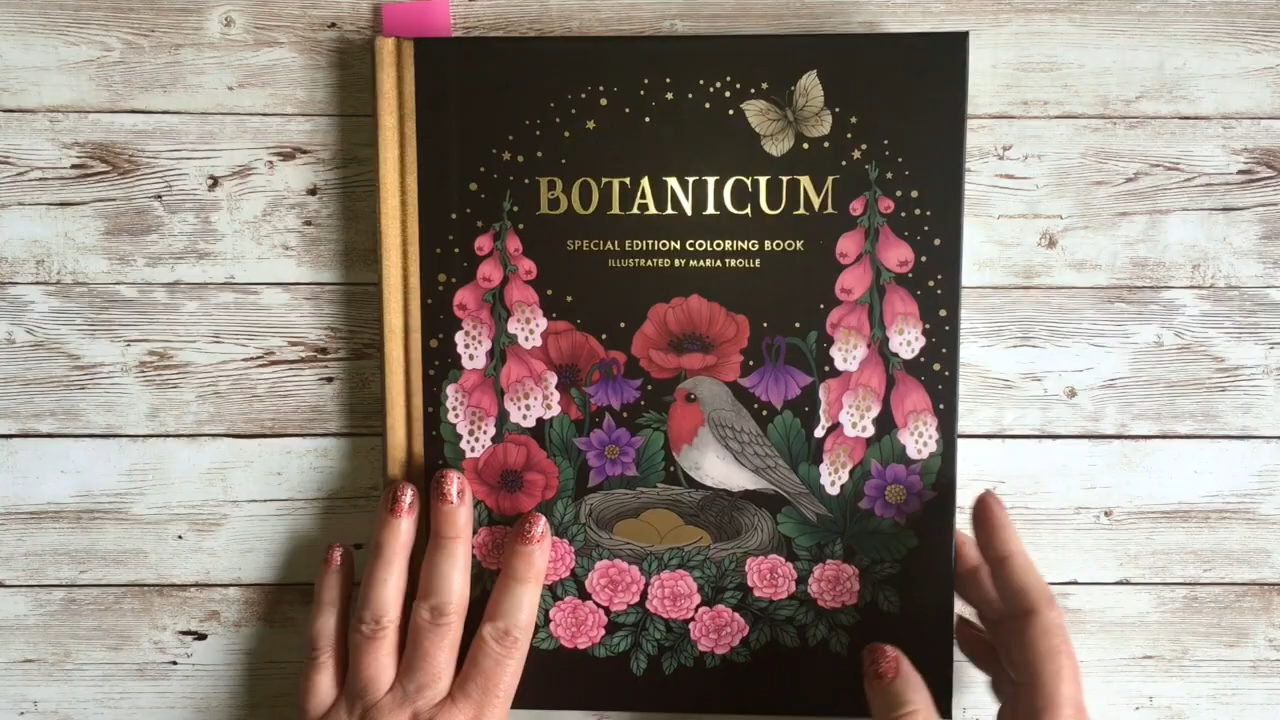 BOTANICUM
SPECIAL EDITION COLORING BOOK
ILLUSTRATED BY MARIA TROLLE